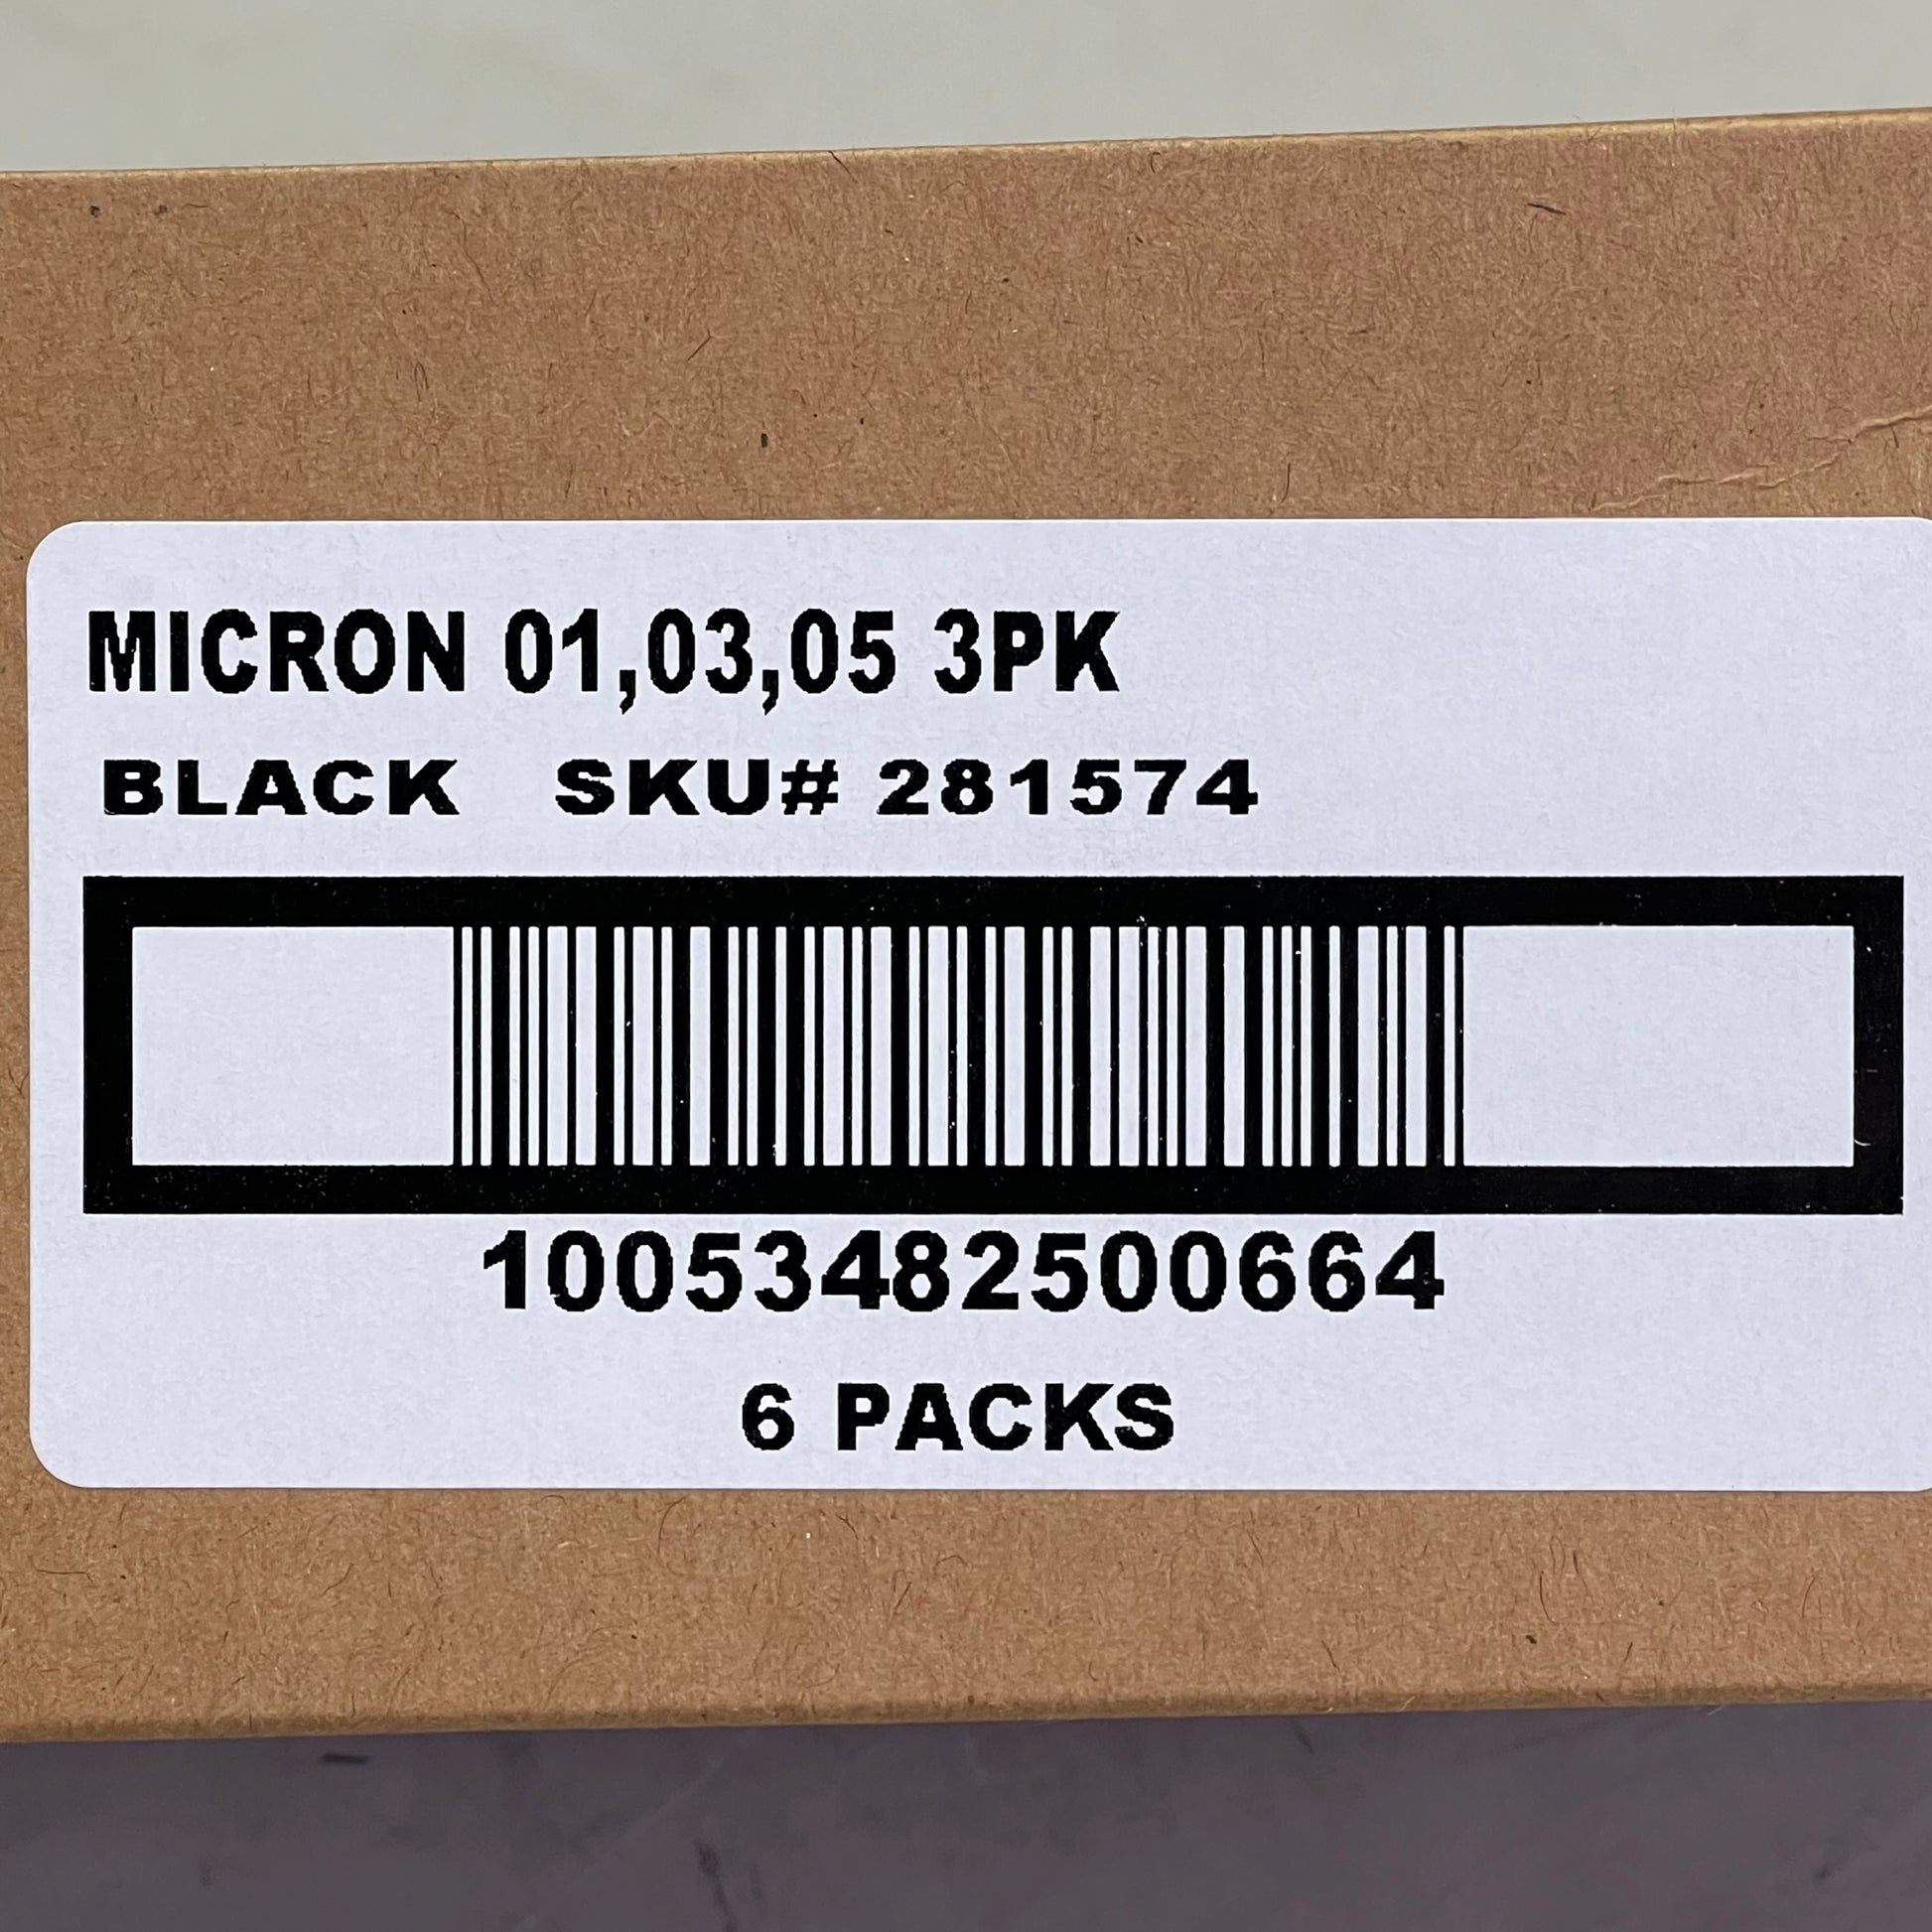 MICRON 01,03,05 3PK
BLACK SKU# 281574
10053482500664
6 PACKS